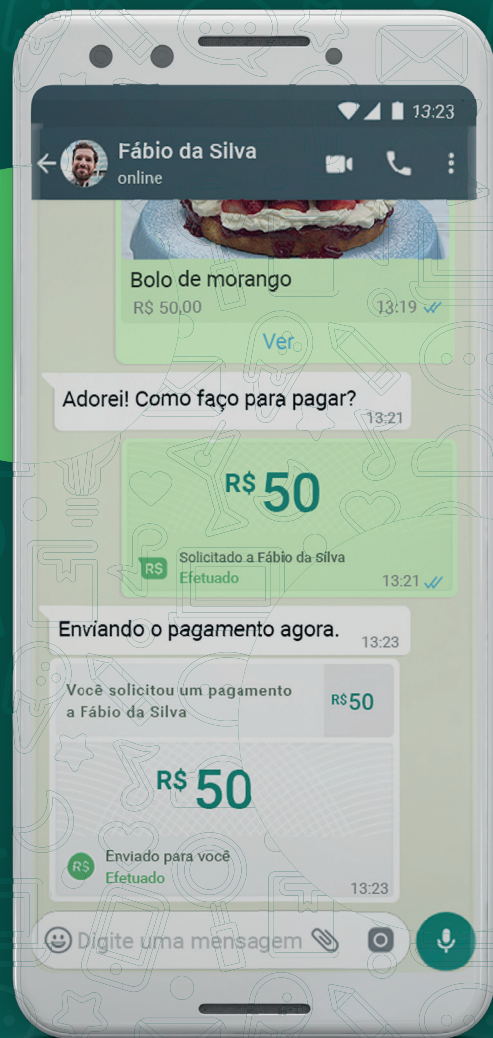 13:23
Fábio da Silva
online
Bolo de morango
R$ 50,00 13:19
Ver
Adorei! Como faço para pagar?
13:21
R$ 50
R$ Solicitado a Fábio da Silva
Efetuado 13:21
Enviando o pagamento agora.
13:23
Você solicitou um pagamento
a Fábio da Silva
R$50
R$ 50
R$ Enviado para você
Efetuado
13:23
Digite uma mensagem